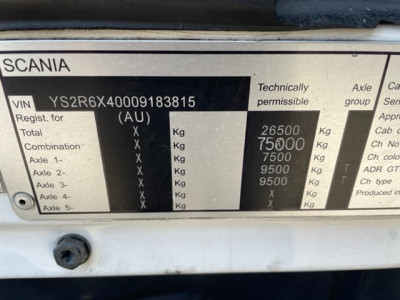 SCANIA
Technically permissible Axle group Ca
VIN YS2R6X40009183815
Regist. for (AU) Appr
Total X Kg 26500 Kg Cab c
Combination X Kg 75000 Kg Ch No
Axle 1- X Kg 7500 Kg Ch colo
Axle 2- X Kg 9500 Kg T ADR GT
Axle 3- X Kg 9500 Kg T Ch type
Axle 4- X Kg X Kg Produced in
Axle 5- X Kg X Kg